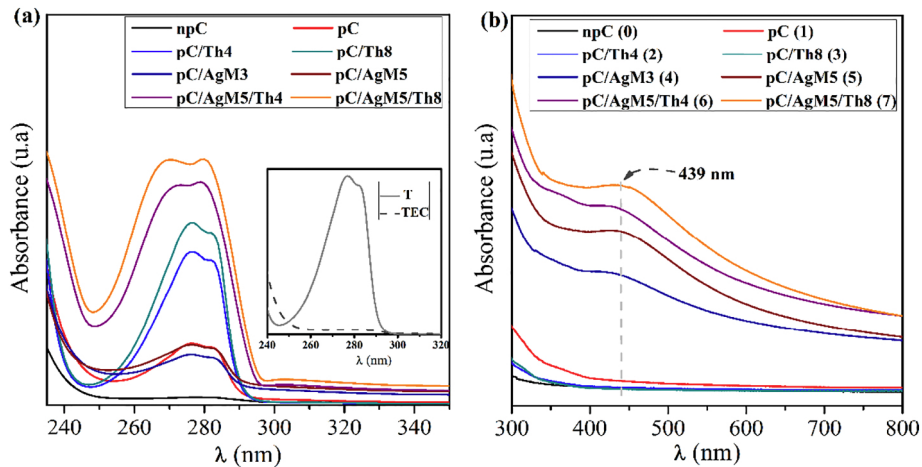 (a)
npC pC
pC/Th4 pC/Th8
pC/AgM3 pC/AgM5
pC/AgM5/Th4 pC/AgM5/Th8
Absorbance (u.a)
T
TEC
240 260 280 300 320
λ (nm)
240 260 280 300 320 340
λ (nm)
(b)
npC (0) pC (1)
pC/Th4 (2) pC/Th8 (3)
pC/AgM3 (4) pC/AgM5 (5)
pC/AgM5/Th4 (6) pC/AgM5/Th8 (7)
439 nm
Absorbance (u.a)
300 400 500 600 700 800
λ (nm)